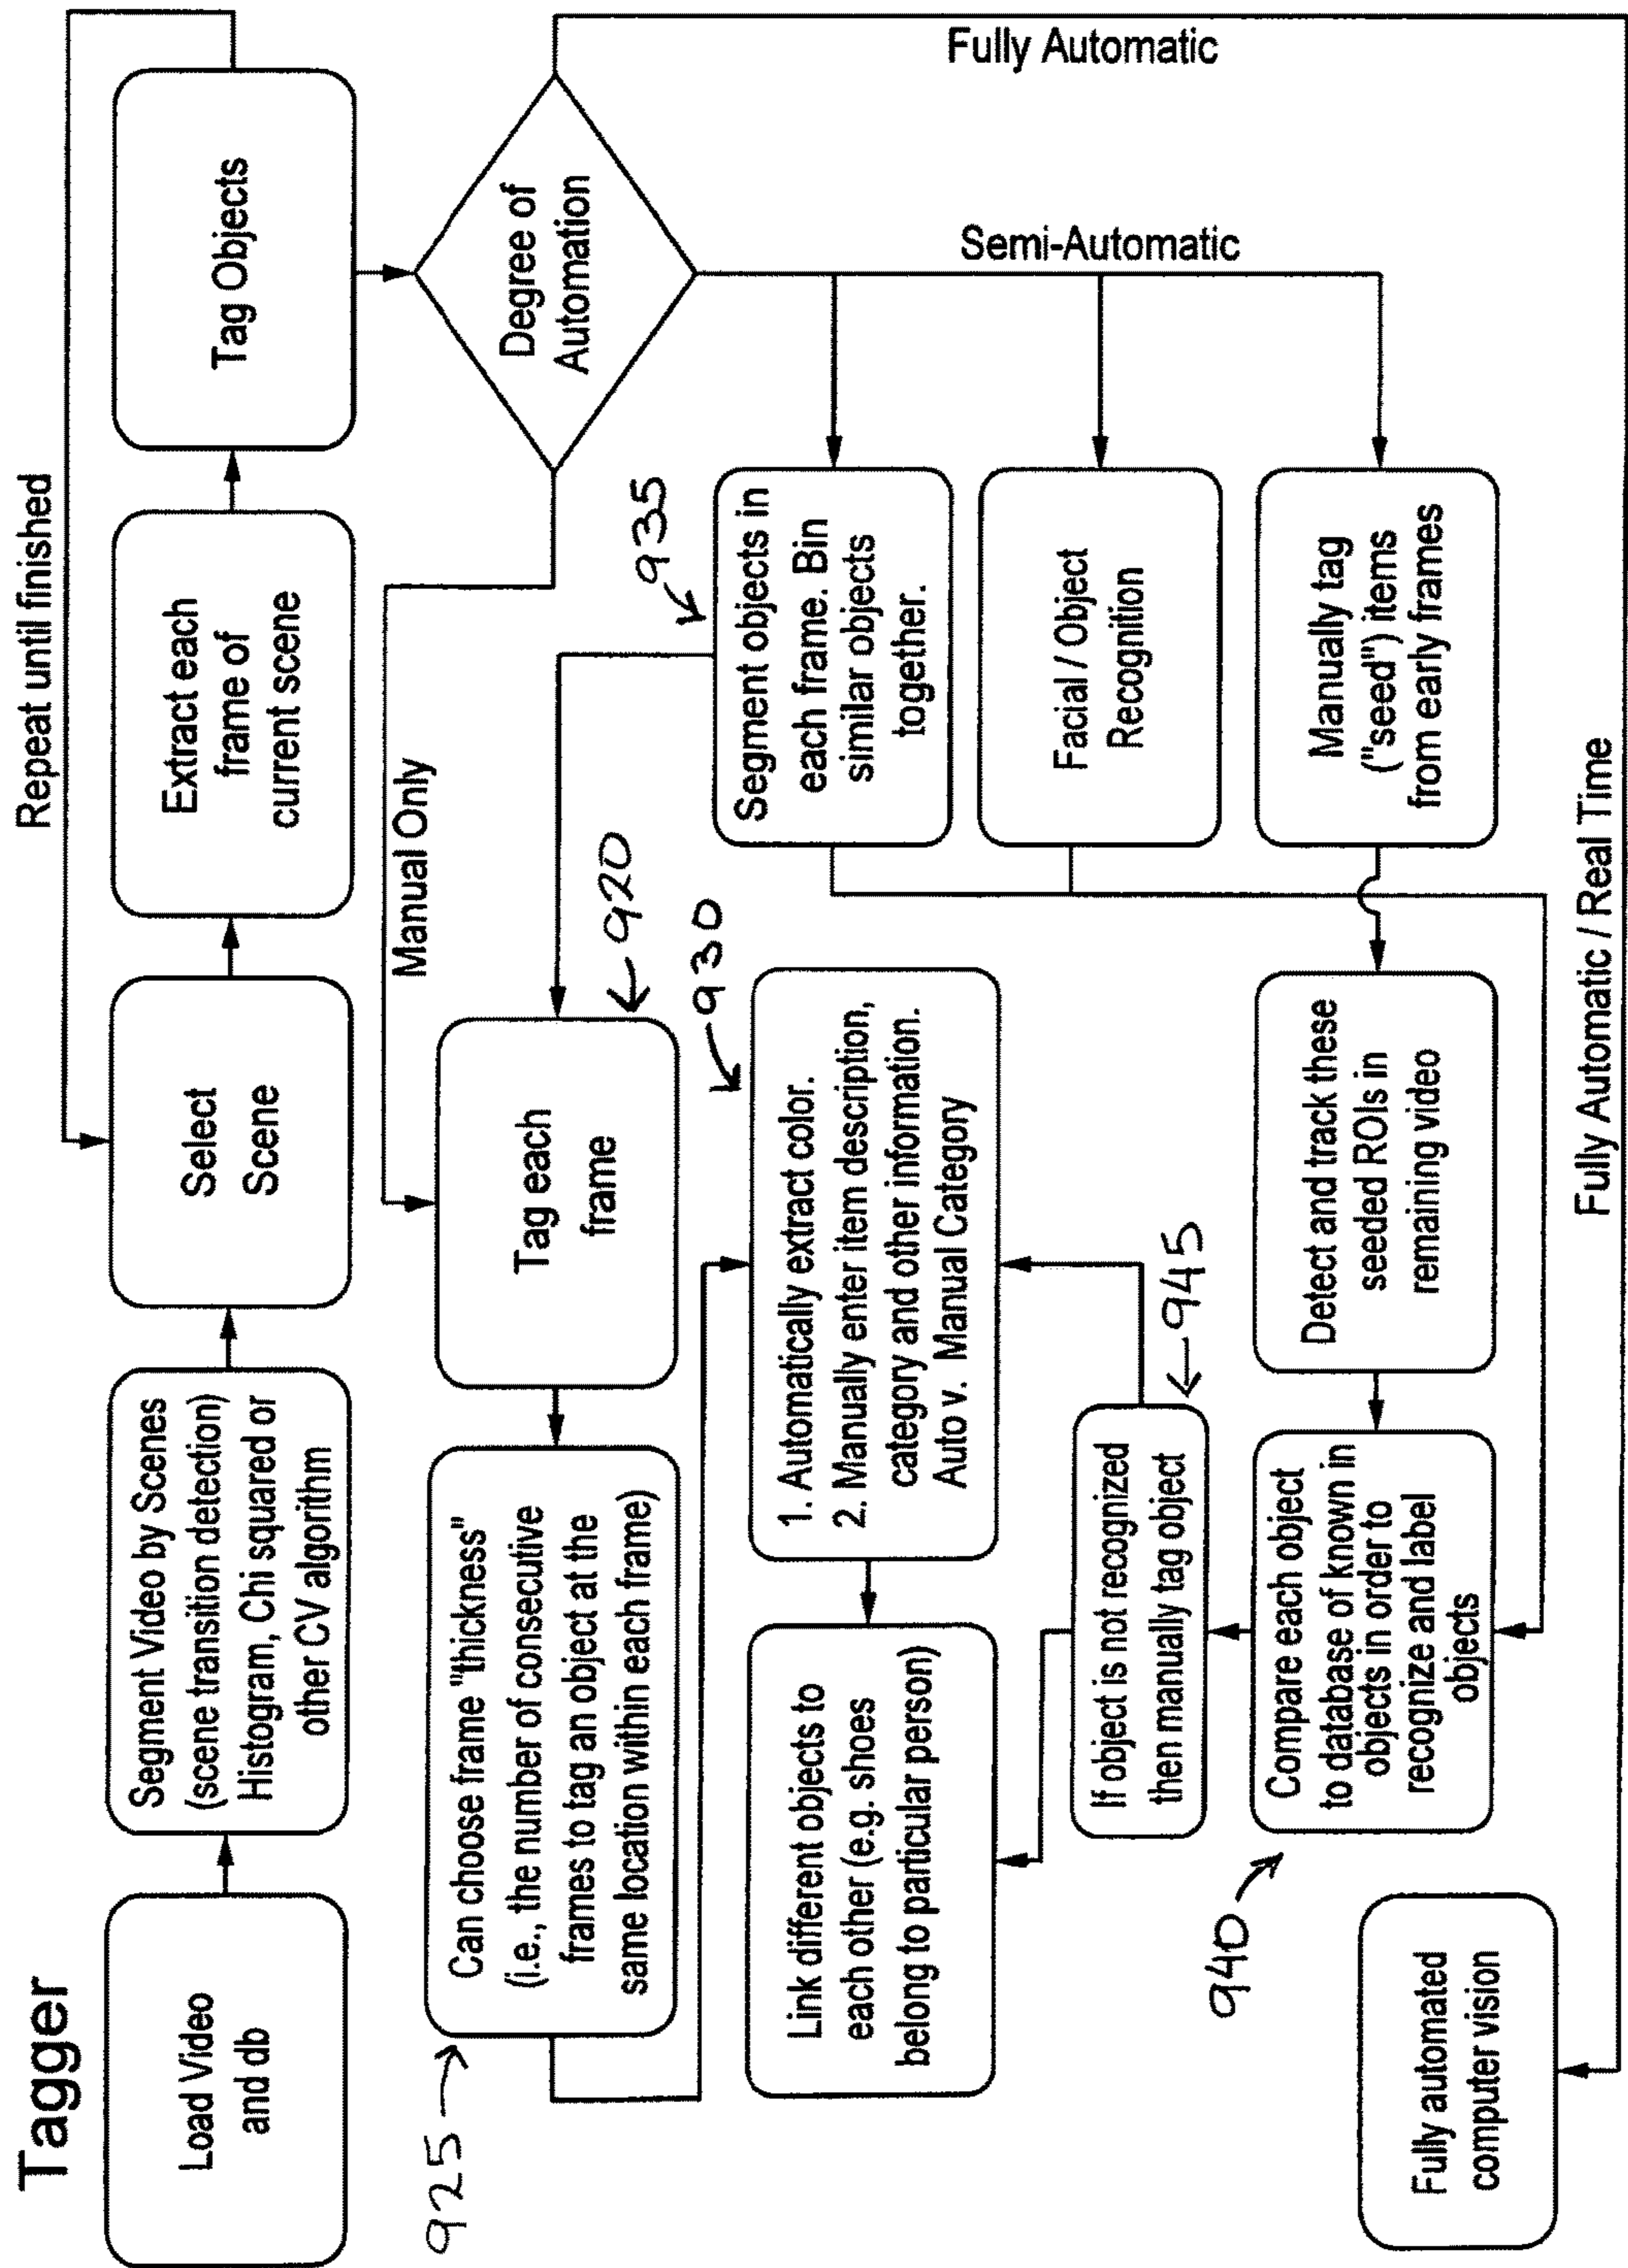 Tagger
Repeat until finished
Load Video
and db
Segment Video by Scenes
(scene transition detection)
Histogram, Chi squared or
other CV algorithm
Select
Scene
Extract each
frame of
current scene
Tag Objects
Manual Only
Degree of
Automation
Fully Automatic
925
Can choose frame "thickness"
(i.e., the number of consecutive
frames to tag an object at the
same location within each frame)
Tag each
frame
920
935
Semi-Automatic
930
Link different objects to
each other (e.g. shoes
belong to particular person)
1. Automatically extract color.
2. Manually enter item description,
category and other information.
Auto v. Manual Category
Segment objects in
each frame. Bin
similar objects
together.
Facial / Object
Recognition
If object is not recognized
then manually tag object
945
940
Compare each object
to database of known in
objects in order to
recognize and label
objects
Detect and track these
seeded ROIs in
remaining video
Manually tag
("seed") items
from early frames
Fully automated
computer vision
Fully Automatic / Real Time